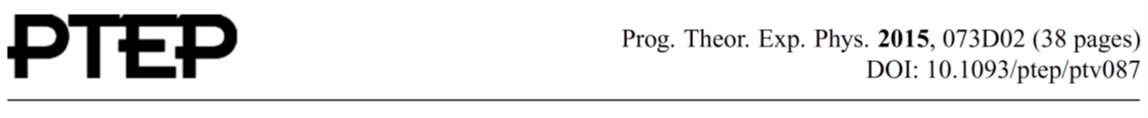 PTEP
Prog. Theor. Exp. Phys. 2015, 073D02 (38 pages)
DOI: 10.1093/ptep/ptv087